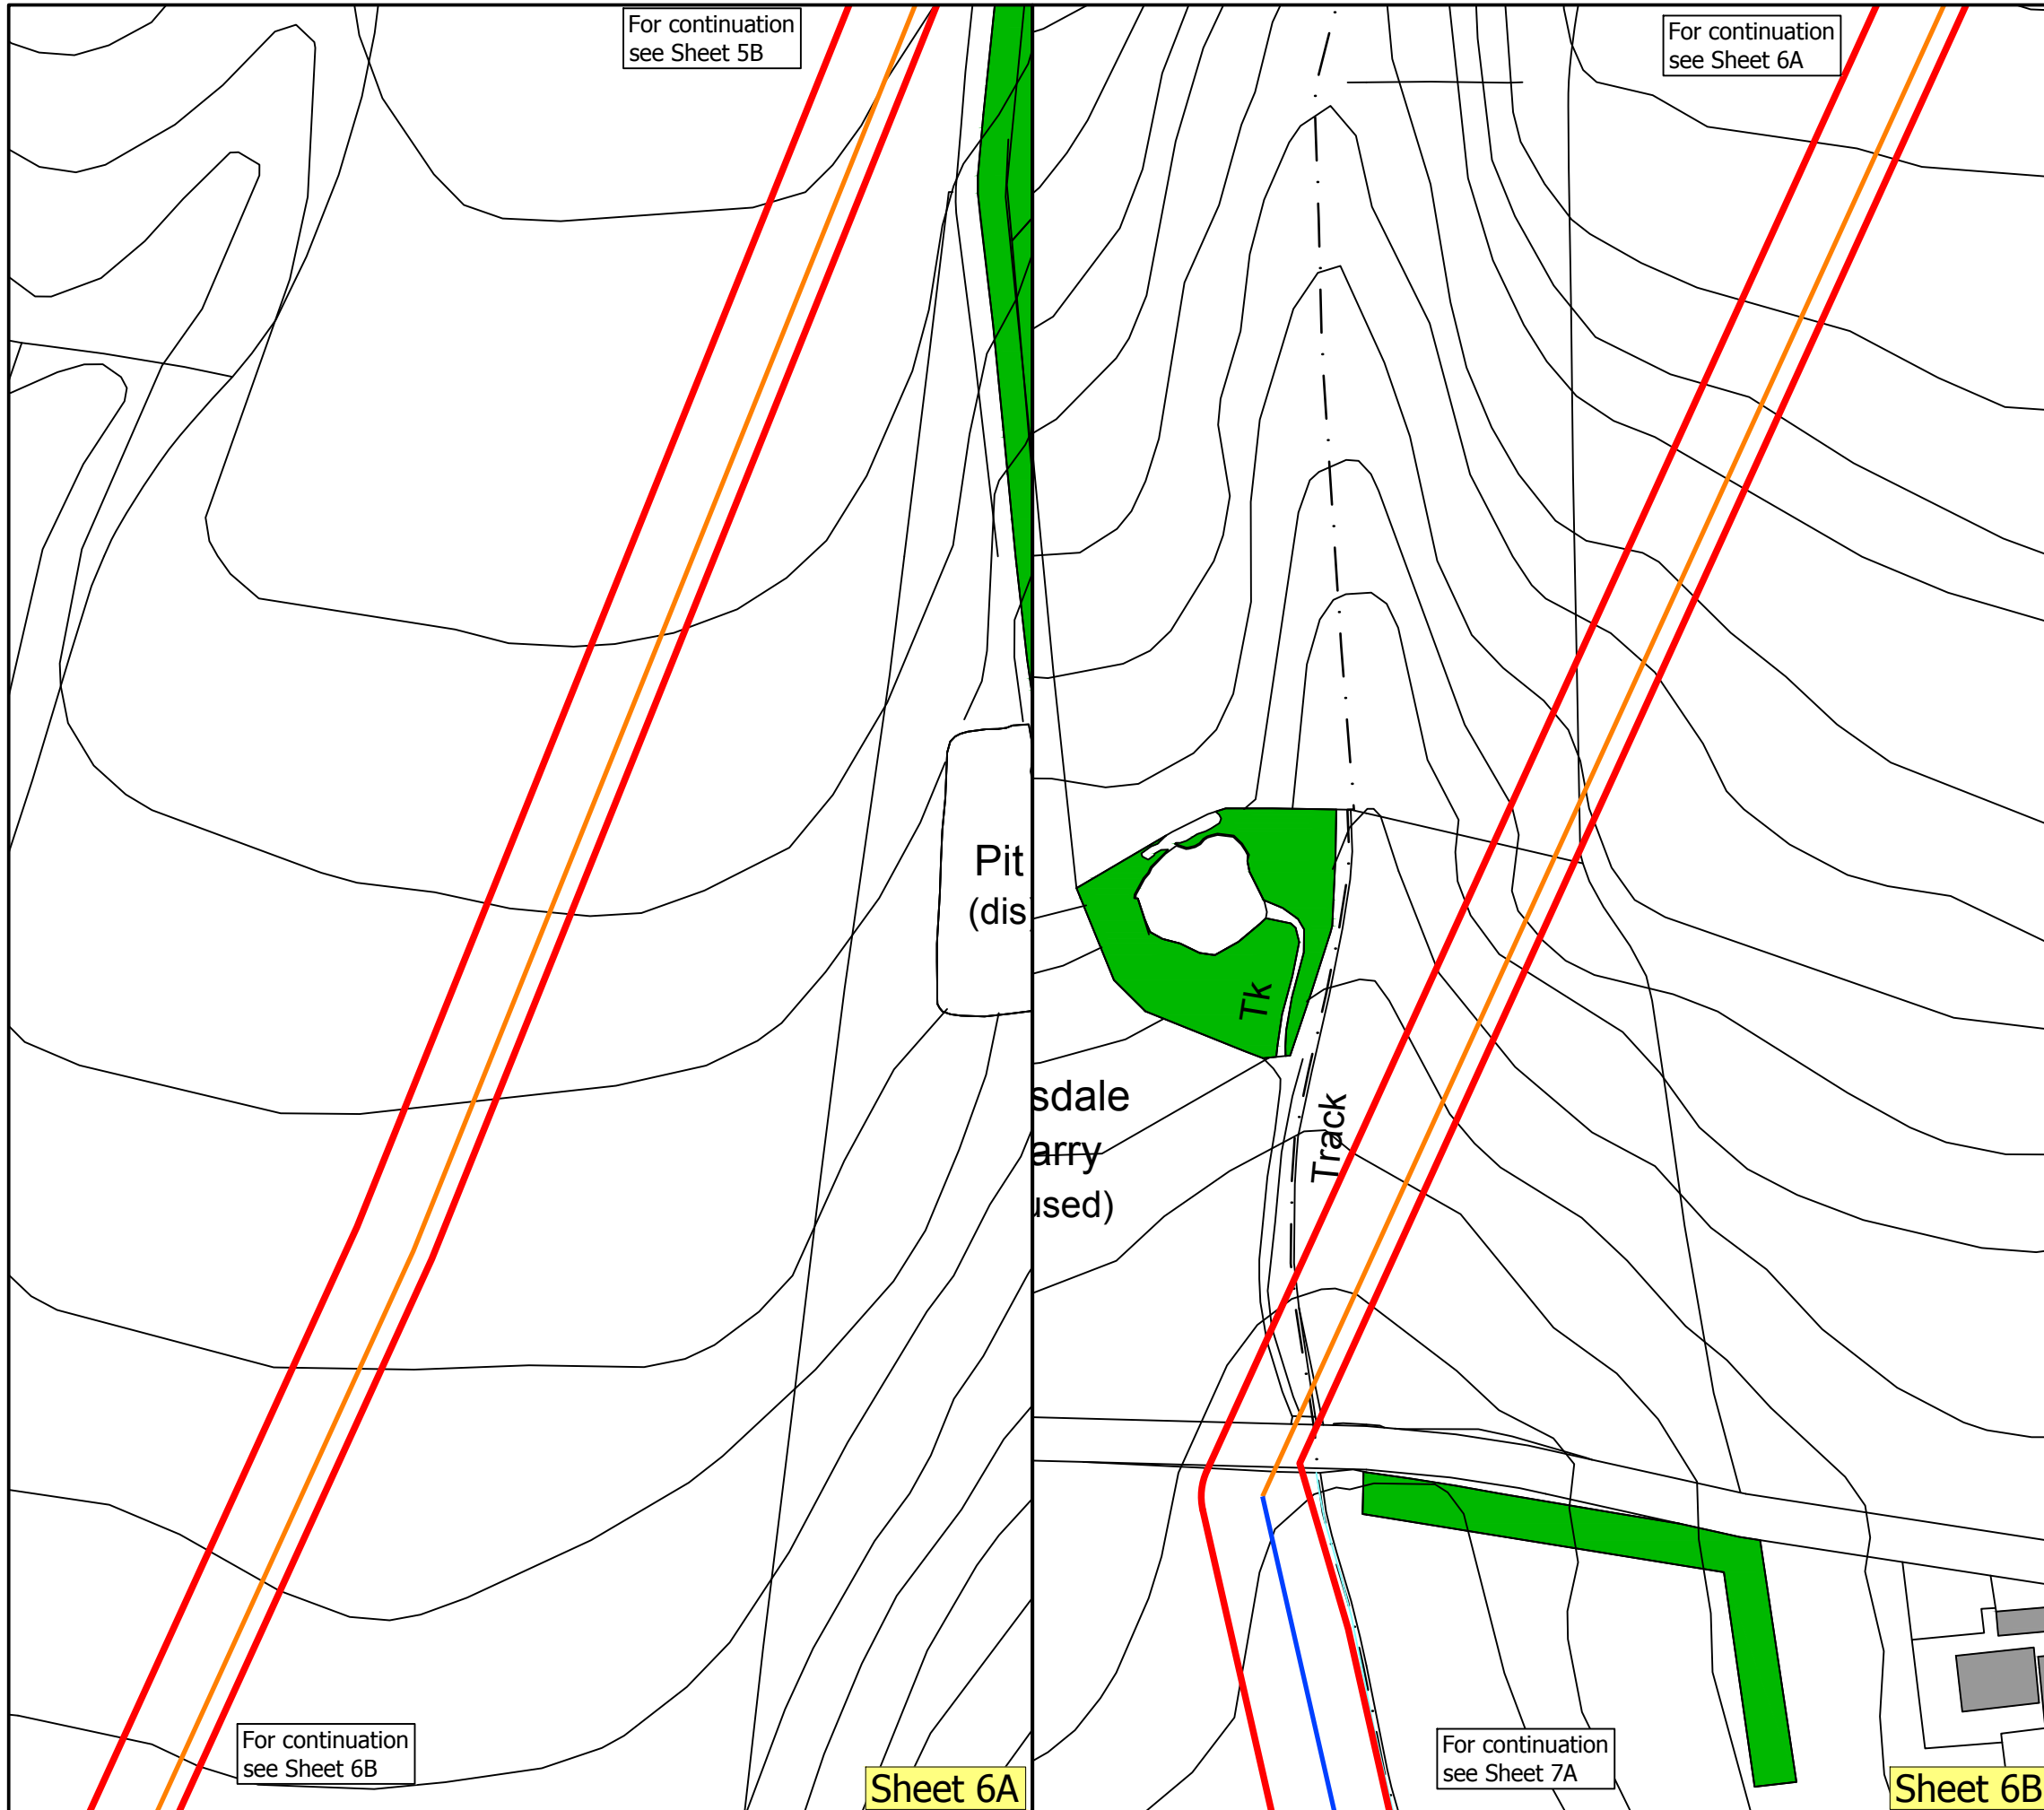 For continuation
see Sheet 5B
Pit
(dis
For continuation
see Sheet 6B
Sheet 6A
For continuation
see Sheet 6A
Tk
Track
sdale
arry
used)
For continuation
see Sheet 7A
Sheet 6B